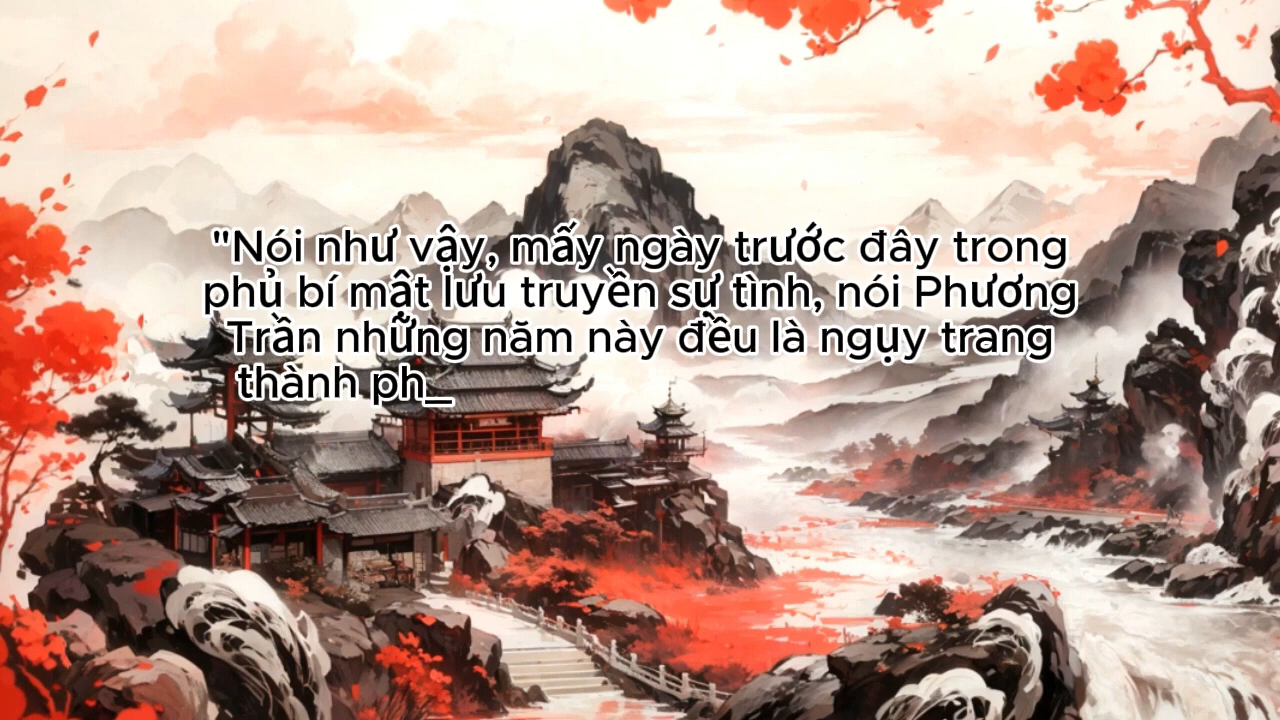 "Nói như vậy, mấy ngày trước đây trong
phủ bí mật lưu truyền sự tình, nói Phương
Trần những năm này đều là ngụy trang
thành ph_